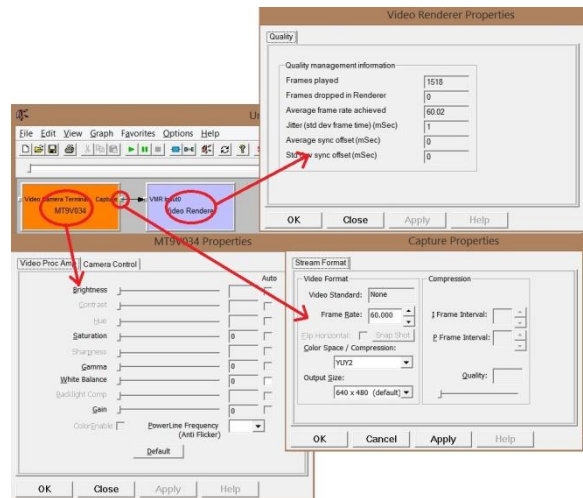 Video Renderer Properties
Quality
Quality management information
Frames played 1518
Frames dropped in Renderer 0
Average frame rate achieved 60.02
Jitter (std dev frame time) (mSec) 1
Average sync offset (mSec) 0
Std dev sync offset (mSec) 0
OK Close Apply Help
File Edit View Graph Favorites Options Help
Video Camera Terminal Capture
MT9V034
VMR Input0
Video Renderer
MT9V034 Properties
Video Proc Amp Camera Control
Auto
Brightness
Contrast
Hue
Saturation 0
Sharpness
Gamma 0
White Balance 0
Backlight Comp
Gain 0
ColorEnable PowerLine Frequency
(Anti Flicker)
Default
OK Close Apply Help
Capture Properties
Stream Format
Video Format
Video Standard: None
Frame Rate: 60.000
Flip Horizontal: Snap Shot
Color Space / Compression:
YUY2
Output Size:
640 x 480 (default)
Compression
I Frame Interval:
P Frame Interval:
Quality:
OK Cancel Apply Help